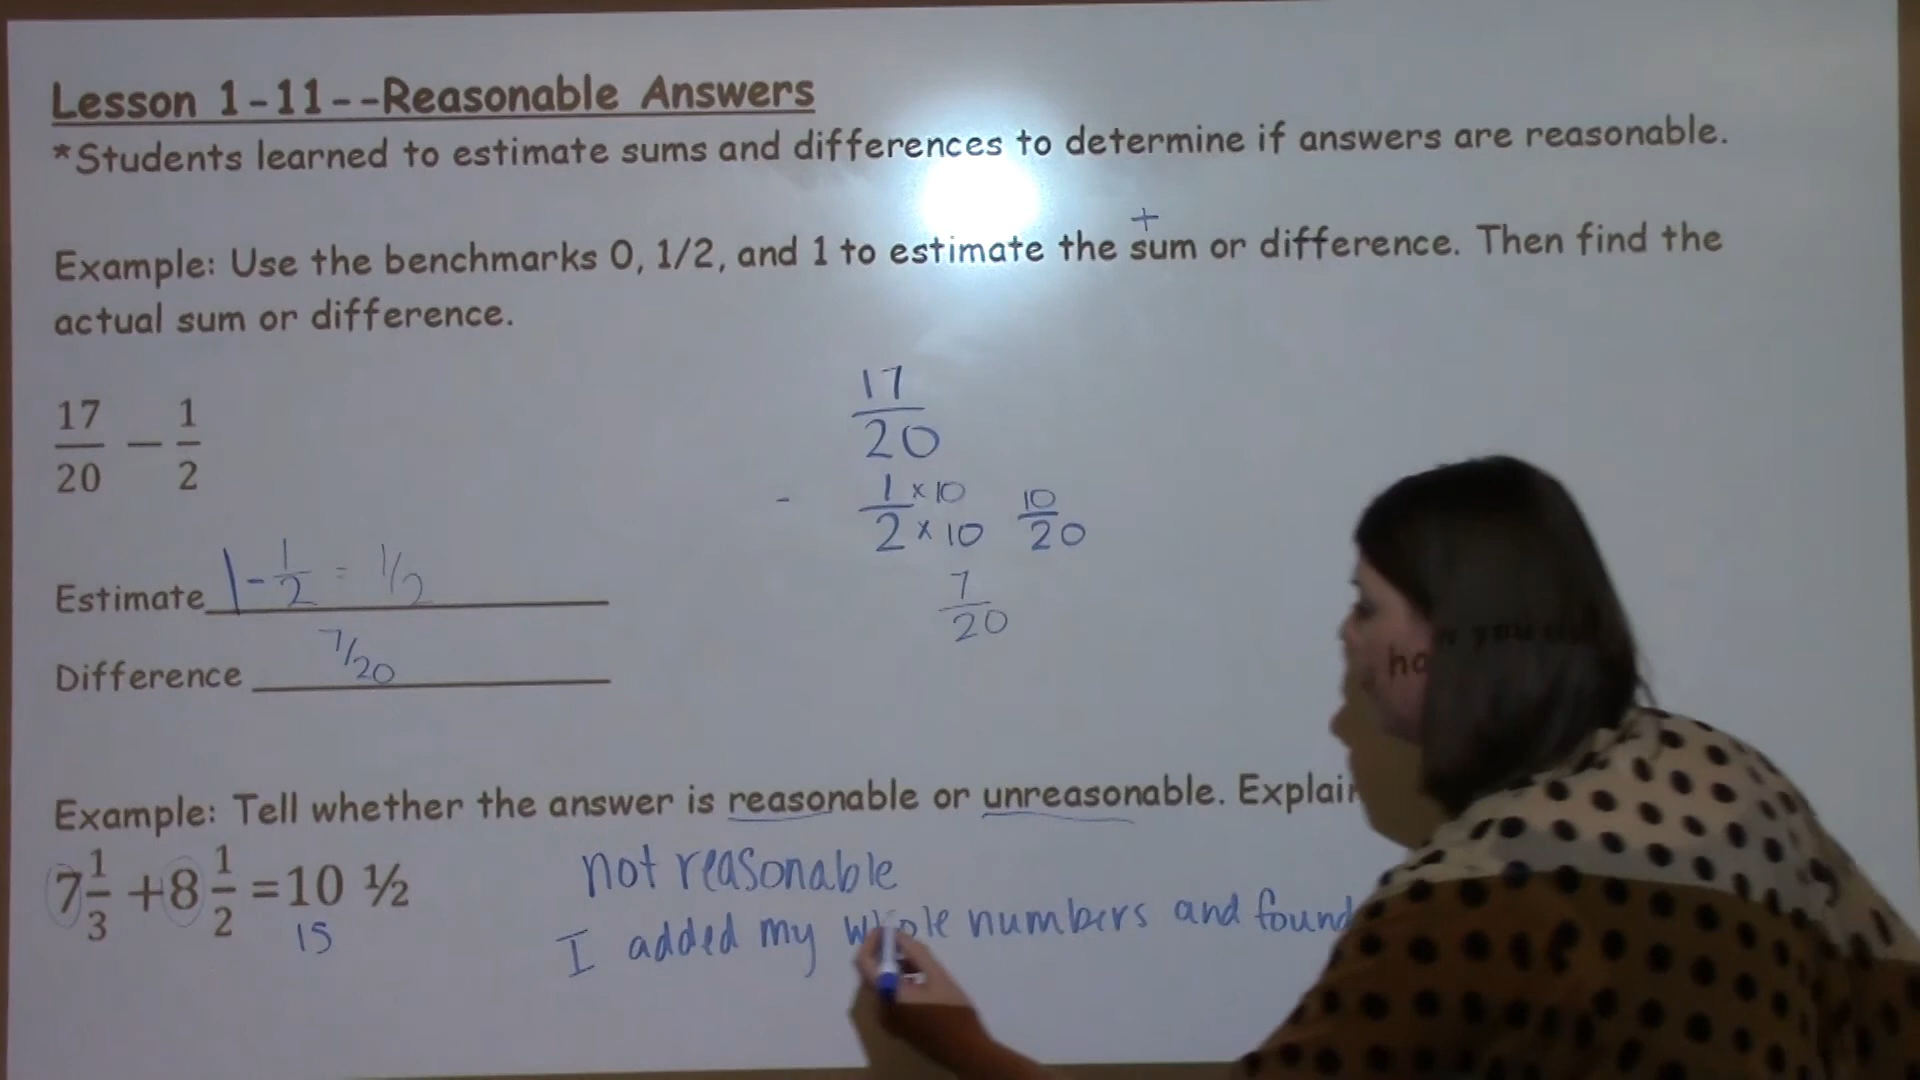 Lesson 1-11--Reasonable Answers
*Students learned to estimate sums and differences to determine if answers are reasonable.
+
Example: Use the benchmarks 0, 1/2, and 1 to estimate the sum or difference. Then find the
actual sum or difference.
17/20 − 1/2
Estimate 1 - 1/2 = 1/2
Difference 7/20
17/20
- 1/2 × 10 × 10 10/20
7/20
Example: Tell whether the answer is reasonable or unreasonable.
7 1/3 + 8 1/2 = 10 ½
15
not reasonable
I added my whole numbers and found